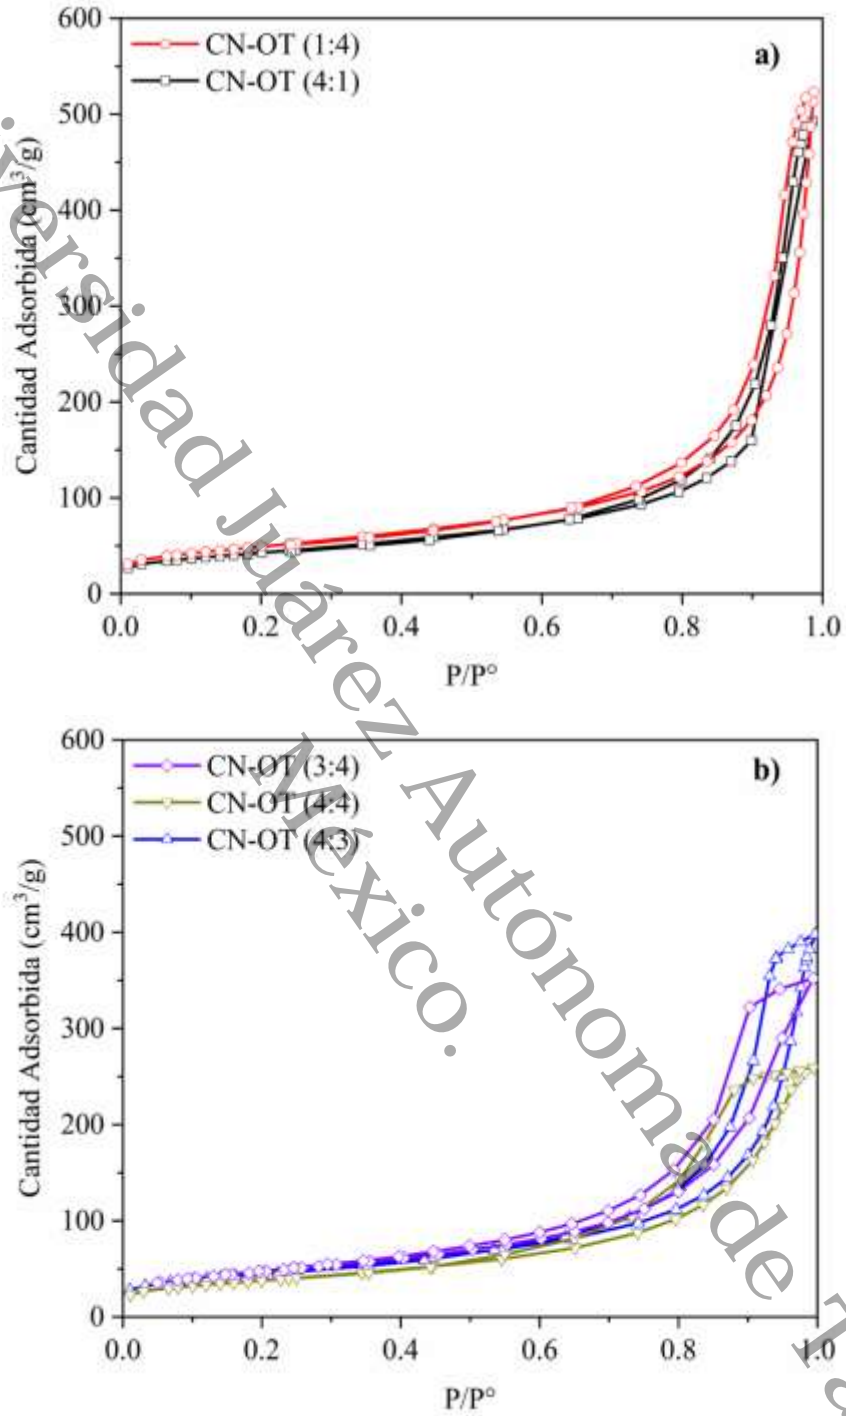 600
500
400
300
200
100
0
Cantidad Adsorbida (cm³/g)
CN-OT (1:4)
CN-OT (4:1)
a)
0.0 0.2 0.4 0.6 0.8 1.0
P/P°
600
500
400
300
200
100
0
Cantidad Adsorbida (cm³/g)
CN-OT (3:4)
CN-OT (4:4)
CN-OT (4:3)
b)
0.0 0.2 0.4 0.6 0.8 1.0
P/P°
versidad Juárez Autónoma de Ta
México.